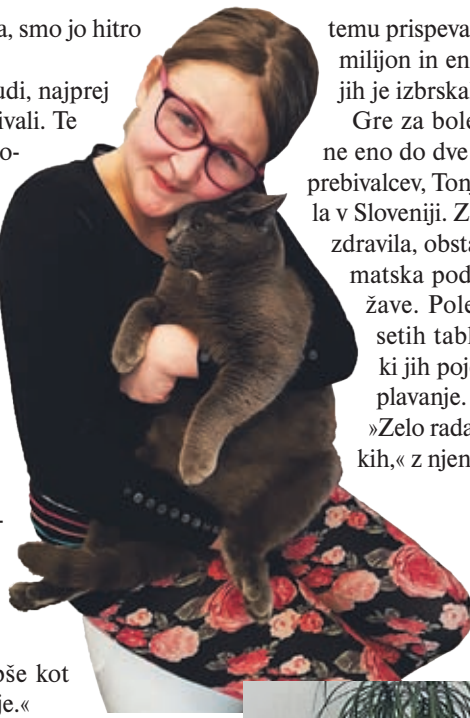 a, smo jo hitro
udi, najprej
ivali. Te
o-
-
pše kot
je.«
temu prispeva
milijon in en
jih je izbrska
Gre za bole
ne eno do dve
prebivalcev, Ton
la v Sloveniji. Z
zdravila, obsta
matska pod
žave. Pole
setih tabl
ki jih poje
plavanje.
»Zelo rada
kih,« z njen